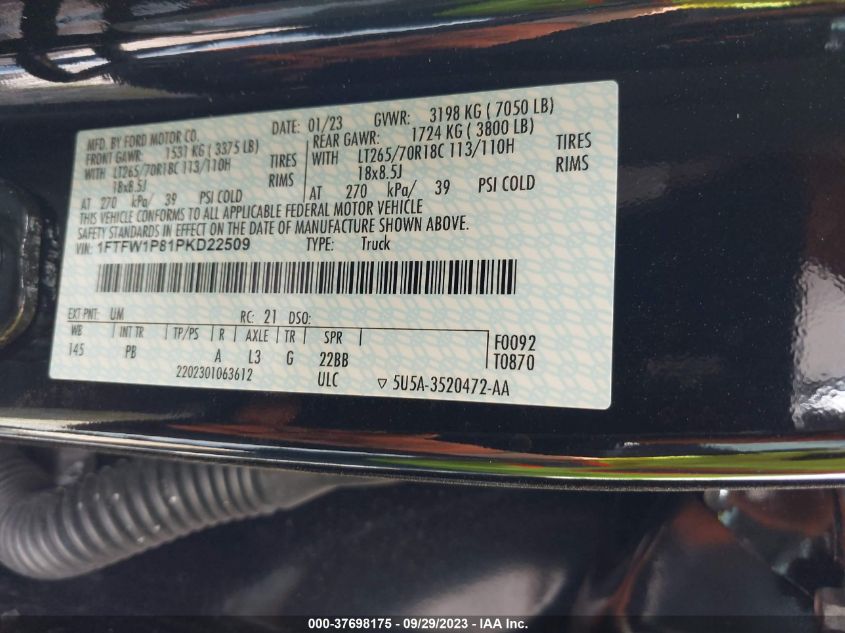 MFD. BY FORD MOTOR CO. DATE: 01/23 GVWR: 3198 KG ( 7050 LB)
FRONT GAWR: 1531 KG ( 3375 LB) REAR GAWR: 1724 KG ( 3800 LB)
WITH LT265/70R18C 113/110H TIRES WITH LT265/70R18C 113/110H TIRES
18x8.5J RIMS 18x8.5J RIMS
AT 270 kPa/ 39 PSI COLD AT 270 kPa/ 39 PSI COLD
THIS VEHICLE CONFORMS TO ALL APPLICABLE FEDERAL MOTOR VEHICLE
SAFETY STANDARDS IN EFFECT ON THE DATE OF MANUFACTURE SHOWN ABOVE.
VIN: 1FTFW1P81PKD22509 TYPE: Truck
EXT PNT: UM RC: 21 DSO:
WB INT TR TP/PS R AXLE TR SPR F0092
145 PB A L3 G 22BB T0870
2202301063612 ULC ▽ 5U5A-3520472-AA
000-37698175 - 09/29/2023 - IAA Inc.